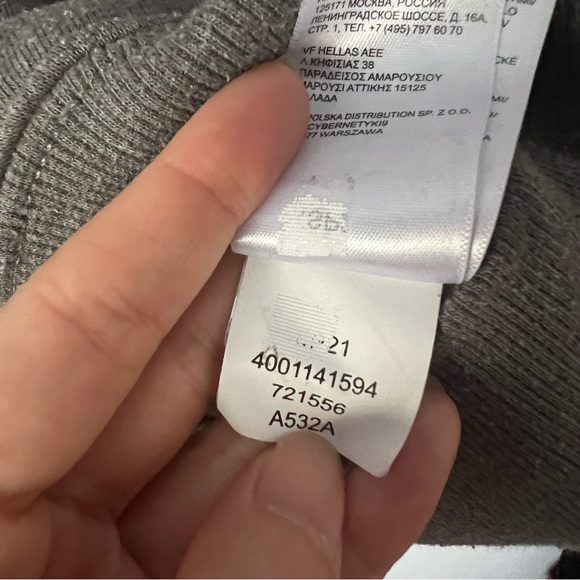 125171 МОСКВА, РОССИЯ
ЛЕНИНГРАДСКОЕ ШОССЕ, Д. 16А,
СТР. 1, ТЕЛ. +7 (495) 797 60 70
VF HELLAS AEE
Λ.ΚΗΦΙΣΙΑΣ 38
ΠΑΡΑΔΕΙΣΟΣ ΑΜΑΡΟΥΣΙΟΥ
ΜΑΡΟΥΣΙ ΑΤΤΙΚΗΣ 15125
POLSKA DISTRIBUTION SP. Z O.O.
CYBERNETYKI9
WARSZAWA
21
4001141594
721556
A532A